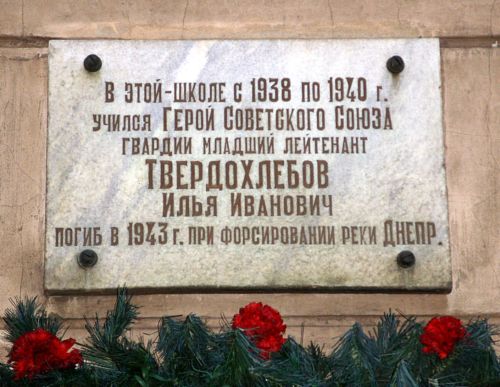 В этой-школе с 1938 по 1940 г.
учился Герой Советского Союза
гвардии младший лейтенант
Твердохлебов
Илья Иванович
погиб в 1943 г. при форсировании реки Днепр.